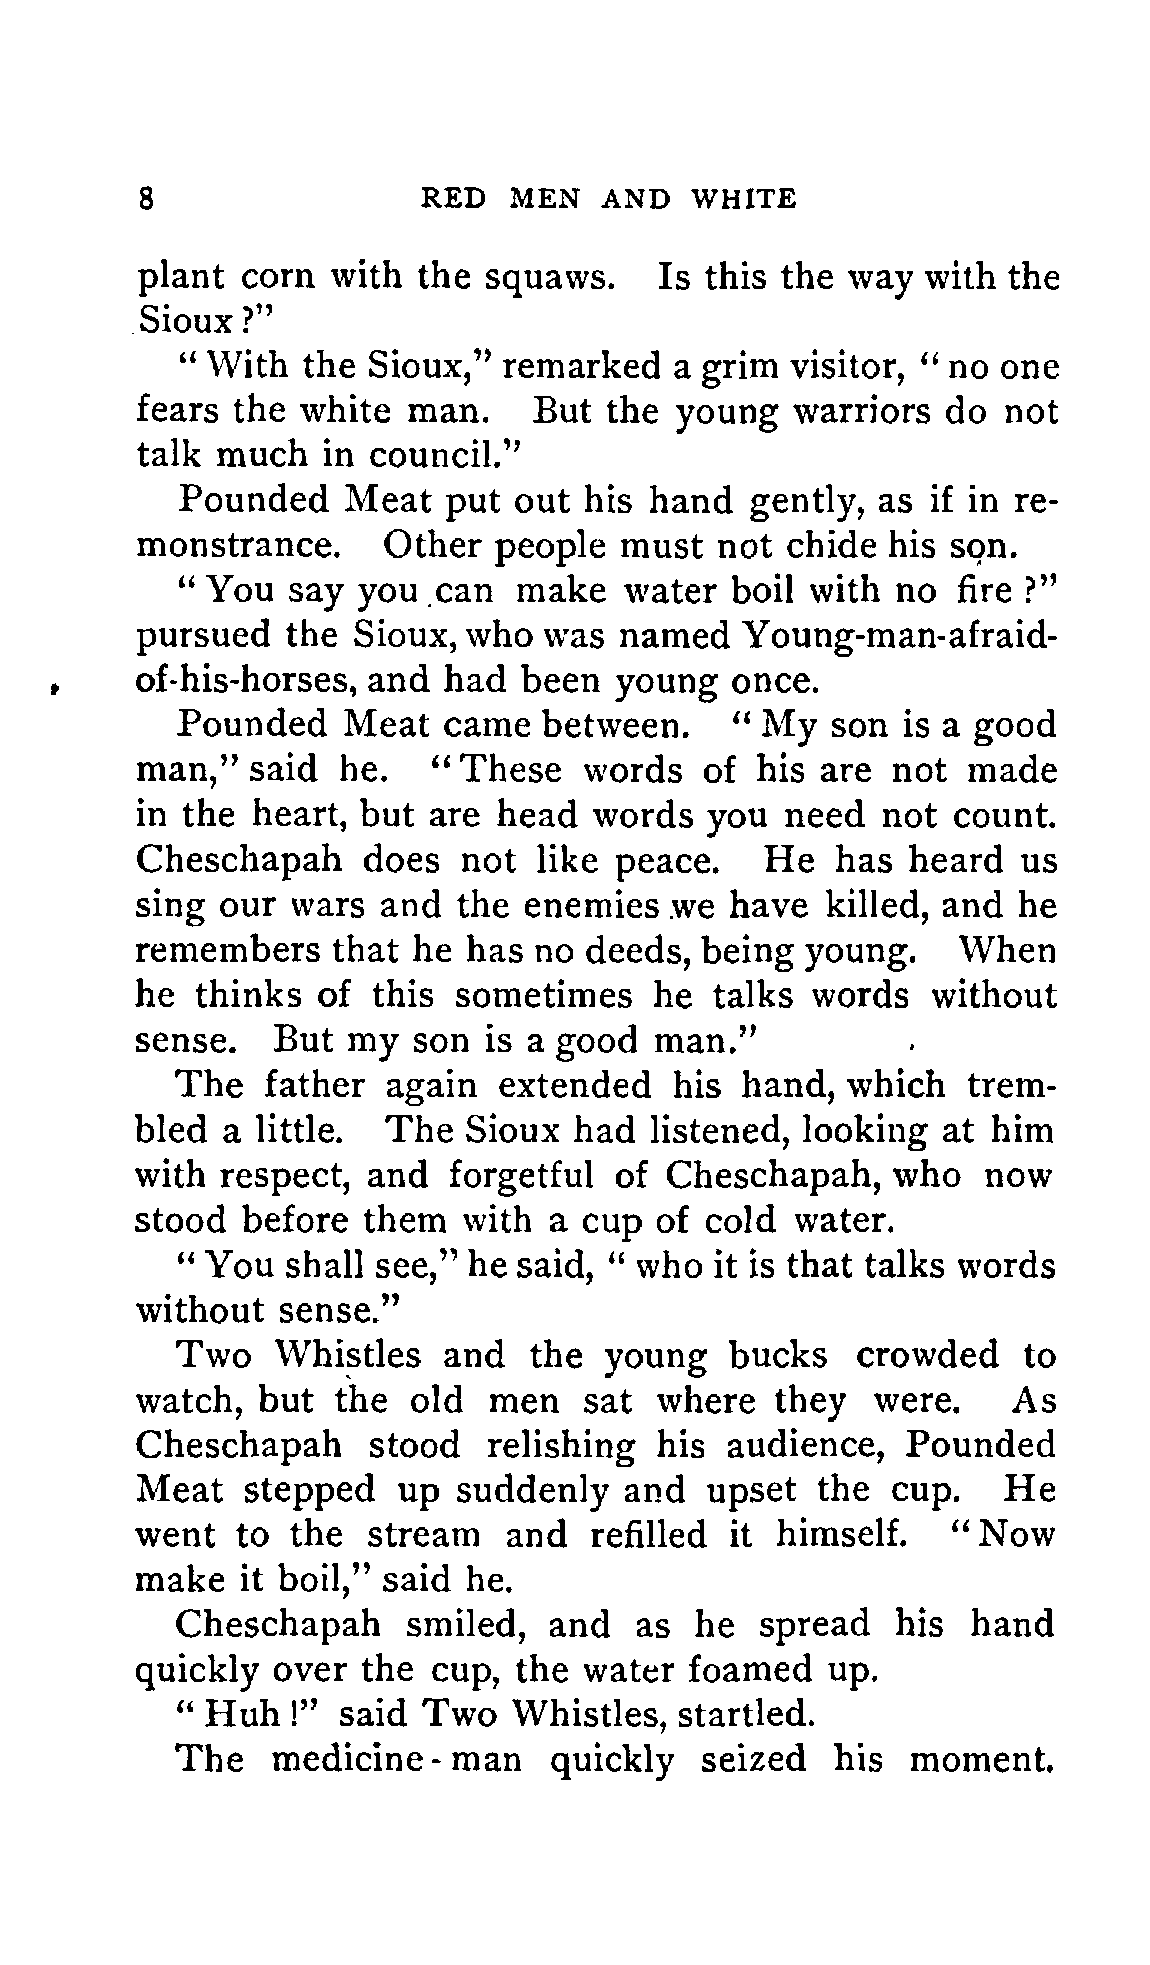 8 RED MEN AND WHITE
plant corn with the squaws. Is this the way with the
Sioux?"
"With the Sioux," remarked a grim visitor, "no one
fears the white man. But the young warriors do not
talk much in council."
Pounded Meat put out his hand gently, as if in re-
monstrance. Other people must not chide his son.
"You say you can make water boil with no fire?"
pursued the Sioux, who was named Young-man-afraid-
of-his-horses, and had been young once.
Pounded Meat came between. "My son is a good
man," said he. "These words of his are not made
in the heart, but are head words you need not count.
Cheschapah does not like peace. He has heard us
sing our wars and the enemies we have killed, and he
remembers that he has no deeds, being young. When
he thinks of this sometimes he talks words without
sense. But my son is a good man."
The father again extended his hand, which trem-
bled a little. The Sioux had listened, looking at him
with respect, and forgetful of Cheschapah, who now
stood before them with a cup of cold water.
"You shall see," he said, "who it is that talks words
without sense."
Two Whistles and the young bucks crowded to
watch, but the old men sat where they were. As
Cheschapah stood relishing his audience, Pounded
Meat stepped up suddenly and upset the cup. He
went to the stream and refilled it himself. "Now
make it boil," said he.
Cheschapah smiled, and as he spread his hand
quickly over the cup, the water foamed up.
"Huh!" said Two Whistles, startled.
The medicine-man quickly seized his moment.